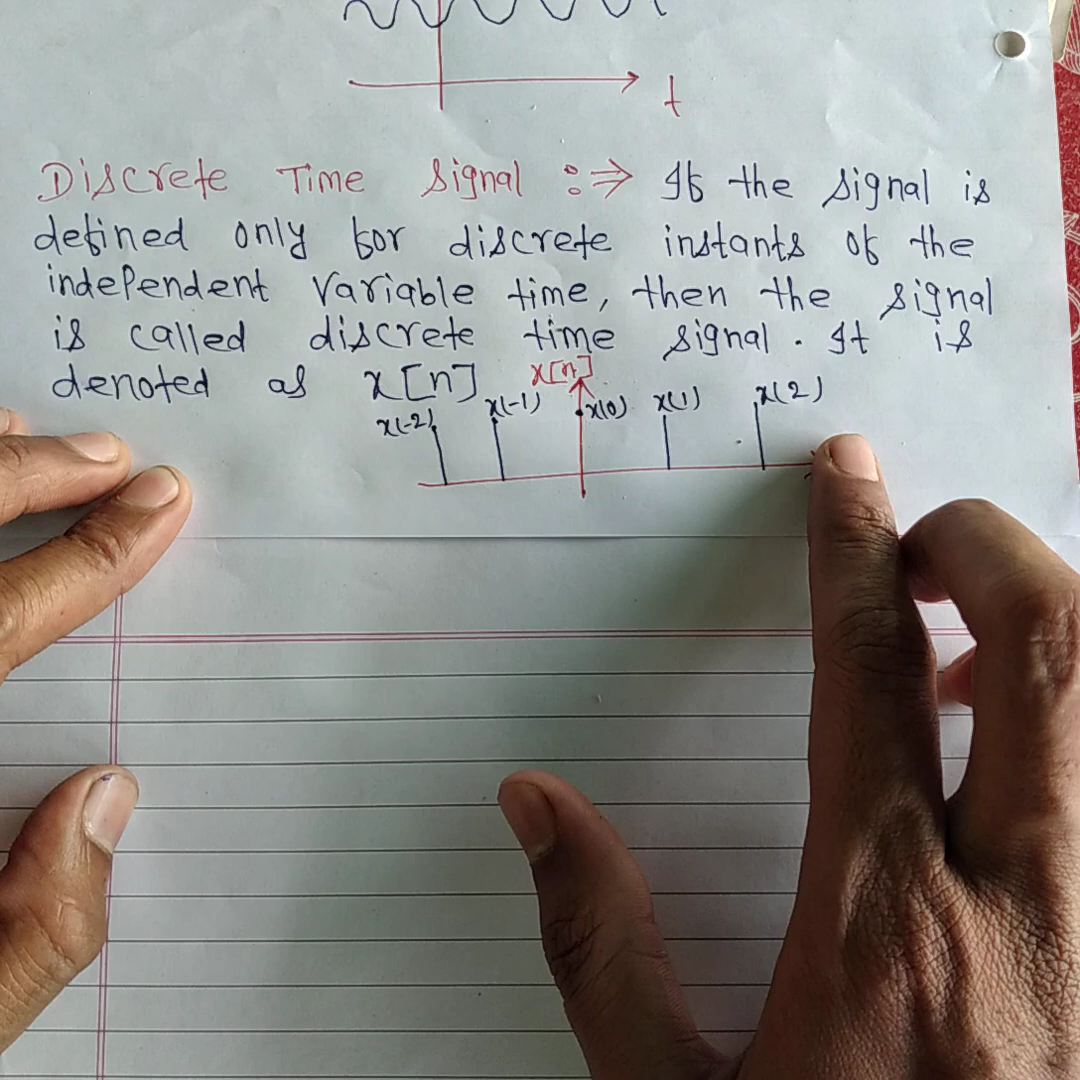 t
Discrete Time Signal :⇒ If the signal is
defined only for discrete instants of the
independent variable time, then the signal
is called discrete time signal. It is
denoted as x[n]
x[n]
x(-2) x(-1) x(0) x(1) x(2)